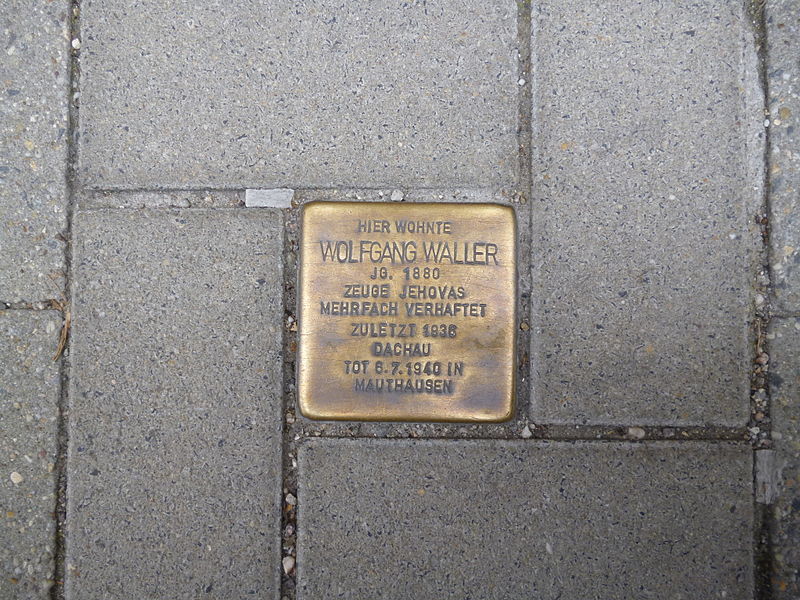 HIER WOHNTE
WOLFGANG WALLER
JG. 1880
ZEUGE JEHOVAS
MEHRFACH VERHAFTET
ZULETZT 1938
DACHAU
TOT 6.7.1940 IN
MAUTHAUSEN